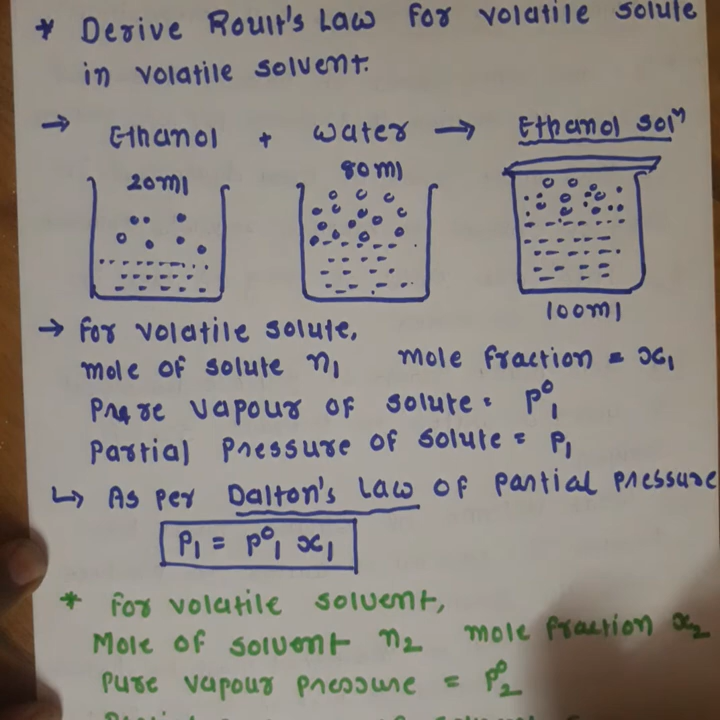 * Derive Roult's Law For volatile solute
in volatile solvent.
→ Ethanol + water → Ethanol solⁿ
20ml 80ml
100ml
→ For volatile solute,
mole of solute n₁ mole fraction = x₁
Pure vapour of solute = p⁰₁
Partial pressure of solute = p₁
↳ As per Dalton's Law of partial pressure
P₁ = p⁰₁ x₁
* For volatile solvent,
Mole of solvent n₂ mole fraction x₂
Pure vapour pressure = p⁰₂